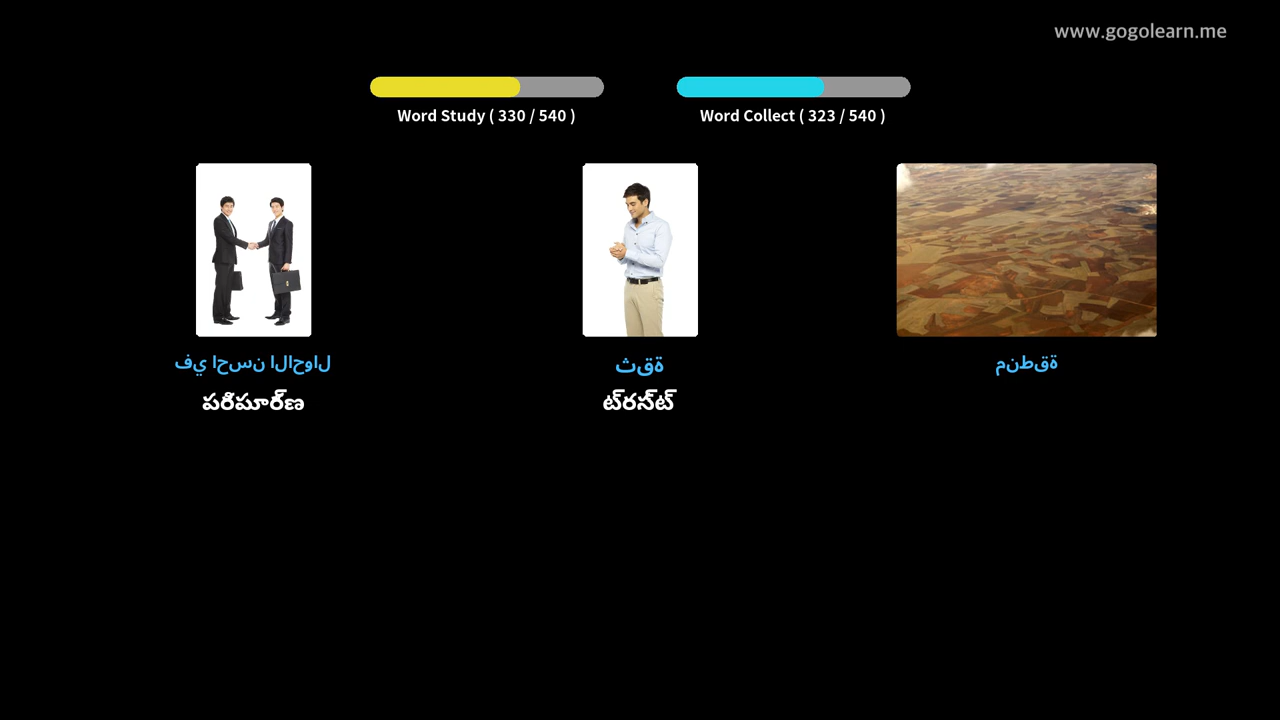 www.gogolearn.me
Word Study ( 330 / 540 )
Word Collect ( 323 / 540 )
في احسن الاحوال
ثقة
منطقة
పరిపూర్ణ
ట్రస్ట్